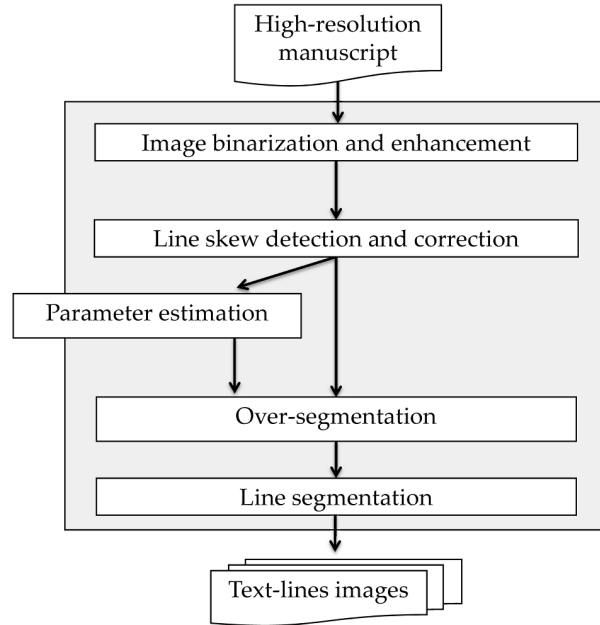 High-resolution
manuscript
Image binarization and enhancement
Line skew detection and correction
Parameter estimation
Over-segmentation
Line segmentation
Text-lines images